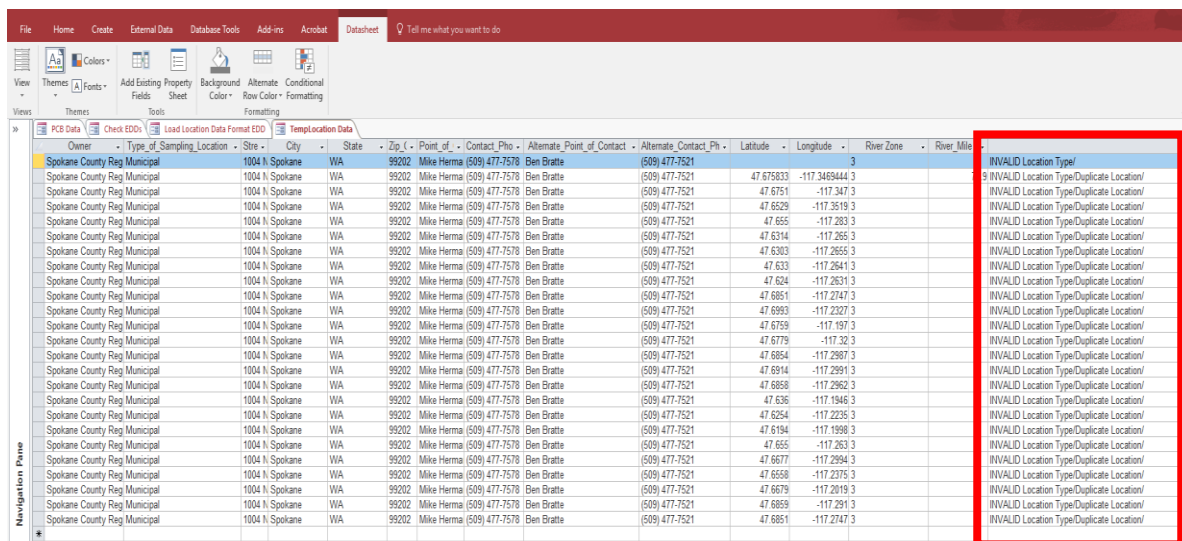 File Home Create External Data Database Tools Add-ins Acrobat Datasheet Tell me what you want to do
Aa Colors
View Themes A Fonts Add Existing Fields Property Sheet Background Color Alternate Row Color Conditional Formatting
Views Themes Tools Formatting
» PCB Data Check EDDs Load Location Data Format EDD TempLocation Data
Owner Type_of_Sampling_Location Stre City State Zip_( Point_of_ Contact_Pho Alternate_Point_of_Contact Alternate_Contact_Ph Latitude Longitude River Zone River_Mile
Spokane County Reg Municipal 1004 N Spokane WA 99202 Mike Herma (509) 477-7578 Ben Bratte (509) 477-7521 3 INVALID Location Type/
Spokane County Reg Municipal 1004 N Spokane WA 99202 Mike Herma (509) 477-7578 Ben Bratte (509) 477-7521 47.675833 -117.3469444 3 9 INVALID Location Type/Duplicate Location/
Spokane County Reg Municipal 1004 N Spokane WA 99202 Mike Herma (509) 477-7578 Ben Bratte (509) 477-7521 47.6751 -117.347 3 INVALID Location Type/Duplicate Location/
Spokane County Reg Municipal 1004 N Spokane WA 99202 Mike Herma (509) 477-7578 Ben Bratte (509) 477-7521 47.6529 -117.3519 3 INVALID Location Type/Duplicate Location/
Spokane County Reg Municipal 1004 N Spokane WA 99202 Mike Herma (509) 477-7578 Ben Bratte (509) 477-7521 47.655 -117.283 3 INVALID Location Type/Duplicate Location/
Spokane County Reg Municipal 1004 N Spokane WA 99202 Mike Herma (509) 477-7578 Ben Bratte (509) 477-7521 47.6314 -117.265 3 INVALID Location Type/Duplicate Location/
Spokane County Reg Municipal 1004 N Spokane WA 99202 Mike Herma (509) 477-7578 Ben Bratte (509) 477-7521 47.6303 -117.2655 3 INVALID Location Type/Duplicate Location/
Spokane County Reg Municipal 1004 N Spokane WA 99202 Mike Herma (509) 477-7578 Ben Bratte (509) 477-7521 47.633 -117.2641 3 INVALID Location Type/Duplicate Location/
Spokane County Reg Municipal 1004 N Spokane WA 99202 Mike Herma (509) 477-7578 Ben Bratte (509) 477-7521 47.624 -117.2631 3 INVALID Location Type/Duplicate Location/
Spokane County Reg Municipal 1004 N Spokane WA 99202 Mike Herma (509) 477-7578 Ben Bratte (509) 477-7521 47.6851 -117.2747 3 INVALID Location Type/Duplicate Location/
Spokane County Reg Municipal 1004 N Spokane WA 99202 Mike Herma (509) 477-7578 Ben Bratte (509) 477-7521 47.6993 -117.2327 3 INVALID Location Type/Duplicate Location/
Spokane County Reg Municipal 1004 N Spokane WA 99202 Mike Herma (509) 477-7578 Ben Bratte (509) 477-7521 47.6759 -117.197 3 INVALID Location Type/Duplicate Location/
Spokane County Reg Municipal 1004 N Spokane WA 99202 Mike Herma (509) 477-7578 Ben Bratte (509) 477-7521 47.6779 -117.32 3 INVALID Location Type/Duplicate Location/
Spokane County Reg Municipal 1004 N Spokane WA 99202 Mike Herma (509) 477-7578 Ben Bratte (509) 477-7521 47.6854 -117.2987 3 INVALID Location Type/Duplicate Location/
Spokane County Reg Municipal 1004 N Spokane WA 99202 Mike Herma (509) 477-7578 Ben Bratte (509) 477-7521 47.6914 -117.2991 3 INVALID Location Type/Duplicate Location/
Spokane County Reg Municipal 1004 N Spokane WA 99202 Mike Herma (509) 477-7578 Ben Bratte (509) 477-7521 47.6858 -117.2962 3 INVALID Location Type/Duplicate Location/
Spokane County Reg Municipal 1004 N Spokane WA 99202 Mike Herma (509) 477-7578 Ben Bratte (509) 477-7521 47.636 -117.1946 3 INVALID Location Type/Duplicate Location/
Spokane County Reg Municipal 1004 N Spokane WA 99202 Mike Herma (509) 477-7578 Ben Bratte (509) 477-7521 47.6254 -117.2235 3 INVALID Location Type/Duplicate Location/
Spokane County Reg Municipal 1004 N Spokane WA 99202 Mike Herma (509) 477-7578 Ben Bratte (509) 477-7521 47.6194 -117.1998 3 INVALID Location Type/Duplicate Location/
Spokane County Reg Municipal 1004 N Spokane WA 99202 Mike Herma (509) 477-7578 Ben Bratte (509) 477-7521 47.655 -117.263 3 INVALID Location Type/Duplicate Location/
Spokane County Reg Municipal 1004 N Spokane WA 99202 Mike Herma (509) 477-7578 Ben Bratte (509) 477-7521 47.6677 -117.2994 3 INVALID Location Type/Duplicate Location/
Spokane County Reg Municipal 1004 N Spokane WA 99202 Mike Herma (509) 477-7578 Ben Bratte (509) 477-7521 47.6558 -117.2375 3 INVALID Location Type/Duplicate Location/
Spokane County Reg Municipal 1004 N Spokane WA 99202 Mike Herma (509) 477-7578 Ben Bratte (509) 477-7521 47.6679 -117.2019 3 INVALID Location Type/Duplicate Location/
Spokane County Reg Municipal 1004 N Spokane WA 99202 Mike Herma (509) 477-7578 Ben Bratte (509) 477-7521 47.6859 -117.291 3 INVALID Location Type/Duplicate Location/
Spokane County Reg Municipal 1004 N Spokane WA 99202 Mike Herma (509) 477-7578 Ben Bratte (509) 477-7521 47.6851 -117.2747 3 INVALID Location Type/Duplicate Location/
Navigation Pane